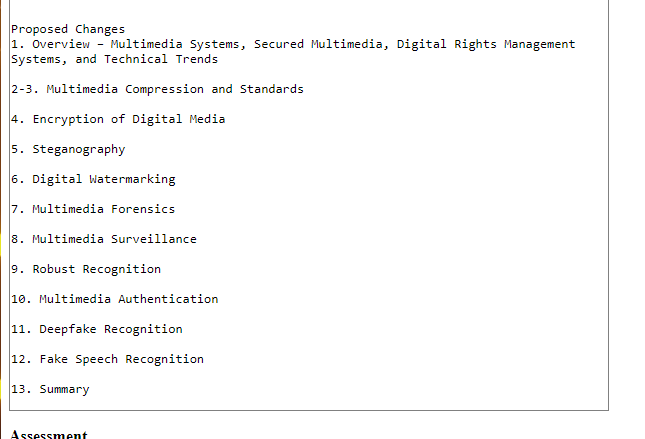 Proposed Changes
1. Overview – Multimedia Systems, Secured Multimedia, Digital Rights Management
Systems, and Technical Trends
2-3. Multimedia Compression and Standards
4. Encryption of Digital Media
5. Steganography
6. Digital Watermarking
7. Multimedia Forensics
8. Multimedia Surveillance
9. Robust Recognition
10. Multimedia Authentication
11. Deepfake Recognition
12. Fake Speech Recognition
13. Summary
Assessment